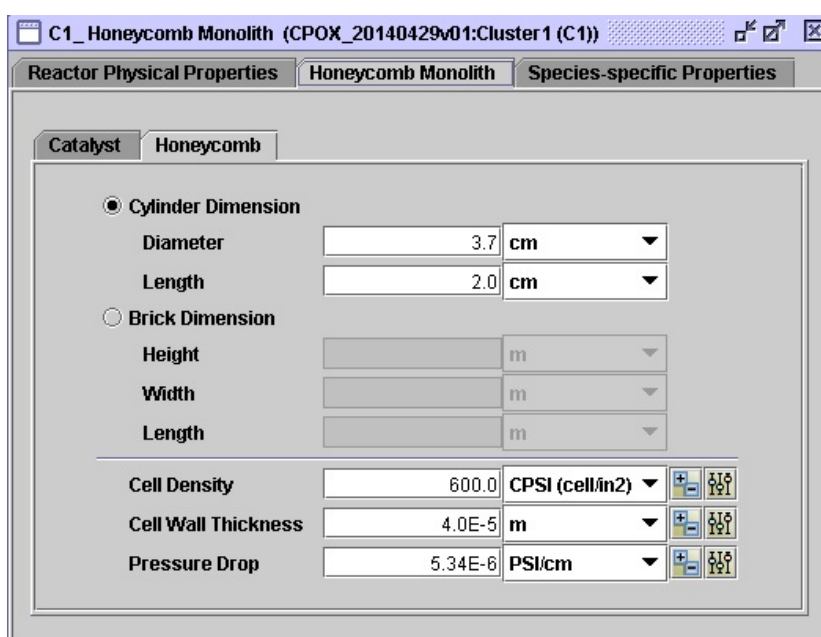 C1_ Honeycomb Monolith (CPOX_20140429v01:Cluster1 (C1))
Reactor Physical Properties Honeycomb Monolith Species-specific Properties
Catalyst Honeycomb
Cylinder Dimension
Diameter 3.7 cm
Length 2.0 cm
Brick Dimension
Height m
Width m
Length m
Cell Density 600.0 CPSI (cell/in2)
Cell Wall Thickness 4.0E-5 m
Pressure Drop 5.34E-6 PSI/cm